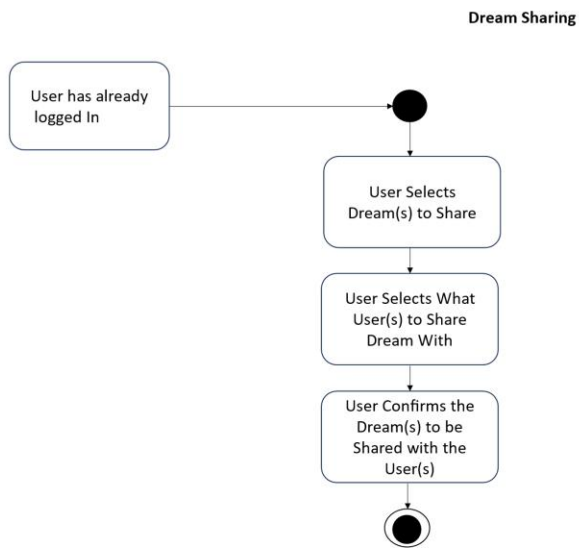 Dream Sharing
User has already
logged In
User Selects
Dream(s) to Share
User Selects What
User(s) to Share
Dream With
User Confirms the
Dream(s) to be
Shared with the
User(s)